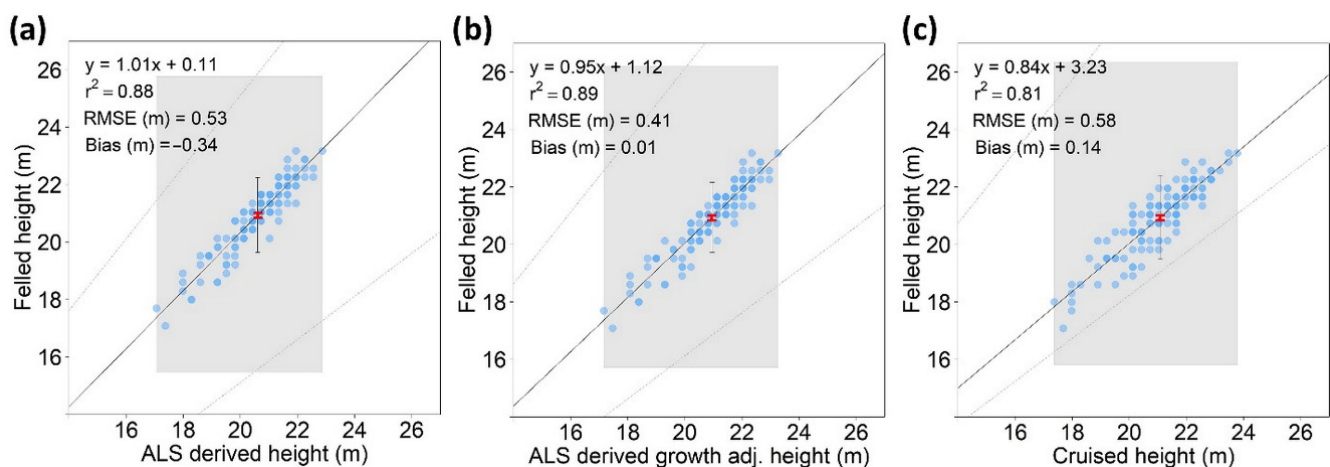 (a)
y = 1.01x + 0.11
r² = 0.88
RMSE (m) = 0.53
Bias (m) = −0.34
Felled height (m)
26
24
22
20
18
16
16 18 20 22 24 26
ALS derived height (m)
(b)
y = 0.95x + 1.12
r² = 0.89
RMSE (m) = 0.41
Bias (m) = 0.01
Felled height (m)
26
24
22
20
18
16
16 18 20 22 24 26
ALS derived growth adj. height (m)
(c)
y = 0.84x + 3.23
r² = 0.81
RMSE (m) = 0.58
Bias (m) = 0.14
Felled height (m)
26
24
22
20
18
16
16 18 20 22 24 26
Cruised height (m)